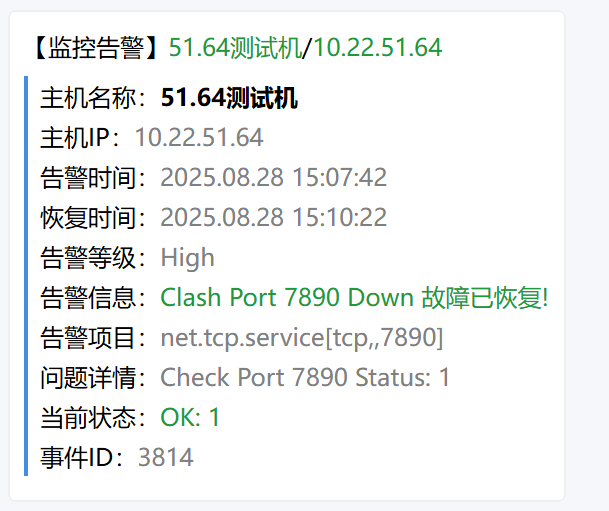 【监控告警】51.64测试机/10.22.51.64
主机名称：51.64测试机
主机IP：10.22.51.64
告警时间：2025.08.28 15:07:42
恢复时间：2025.08.28 15:10:22
告警等级：High
告警信息：Clash Port 7890 Down 故障已恢复!
告警项目：net.tcp.service[tcp,,7890]
问题详情：Check Port 7890 Status: 1
当前状态：OK: 1
事件ID：3814